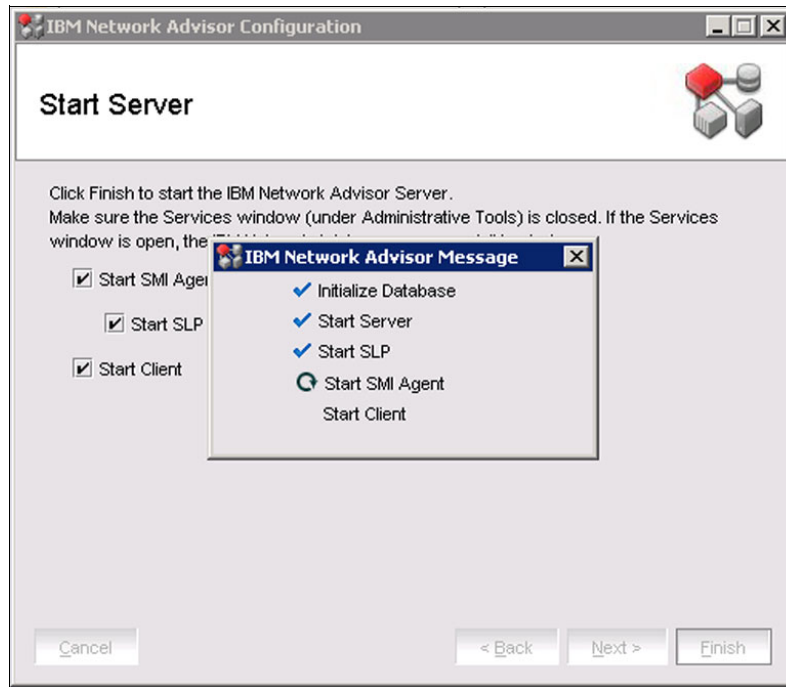 IBM Network Advisor Configuration
Start Server
Click Finish to start the IBM Network Advisor Server.
Make sure the Services window (under Administrative Tools) is closed. If the Services
window is open, the
Start SMI Agen
Start SLP
Start Client
IBM Network Advisor Message
Initialize Database
Start Server
Start SLP
Start SMI Agent
Start Client
Cancel
< Back
Next >
Finish